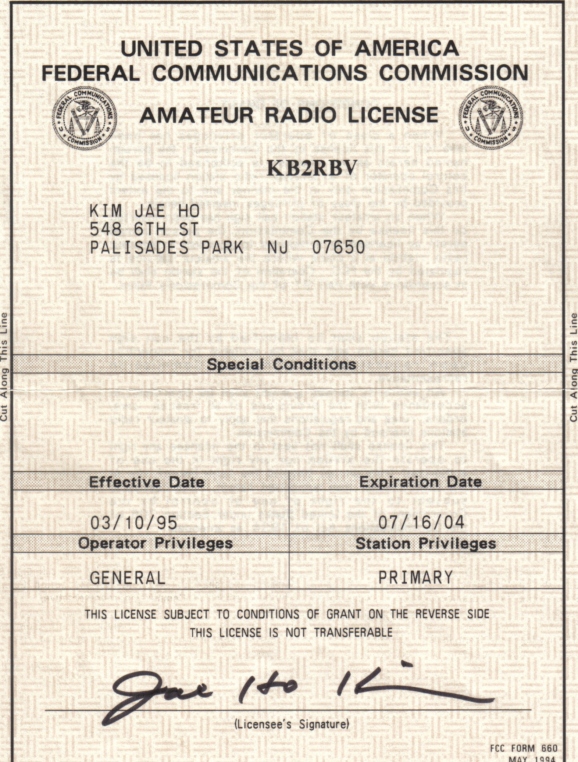 UNITED STATES OF AMERICA
FEDERAL COMMUNICATIONS COMMISSION
AMATEUR RADIO LICENSE
KB2RBV
KIM JAE HO
548 6TH ST
PALISADES PARK NJ 07650
Cut Along This Line
Cut Along This Line
Special Conditions
Effective Date Expiration Date
03/10/95 07/16/04
Operator Privileges Station Privileges
GENERAL PRIMARY
THIS LICENSE SUBJECT TO CONDITIONS OF GRANT ON THE REVERSE SIDE
THIS LICENSE IS NOT TRANSFERABLE
Jae Ho Kim
(Licensee's Signature)
FCC FORM 660
MAY 1994